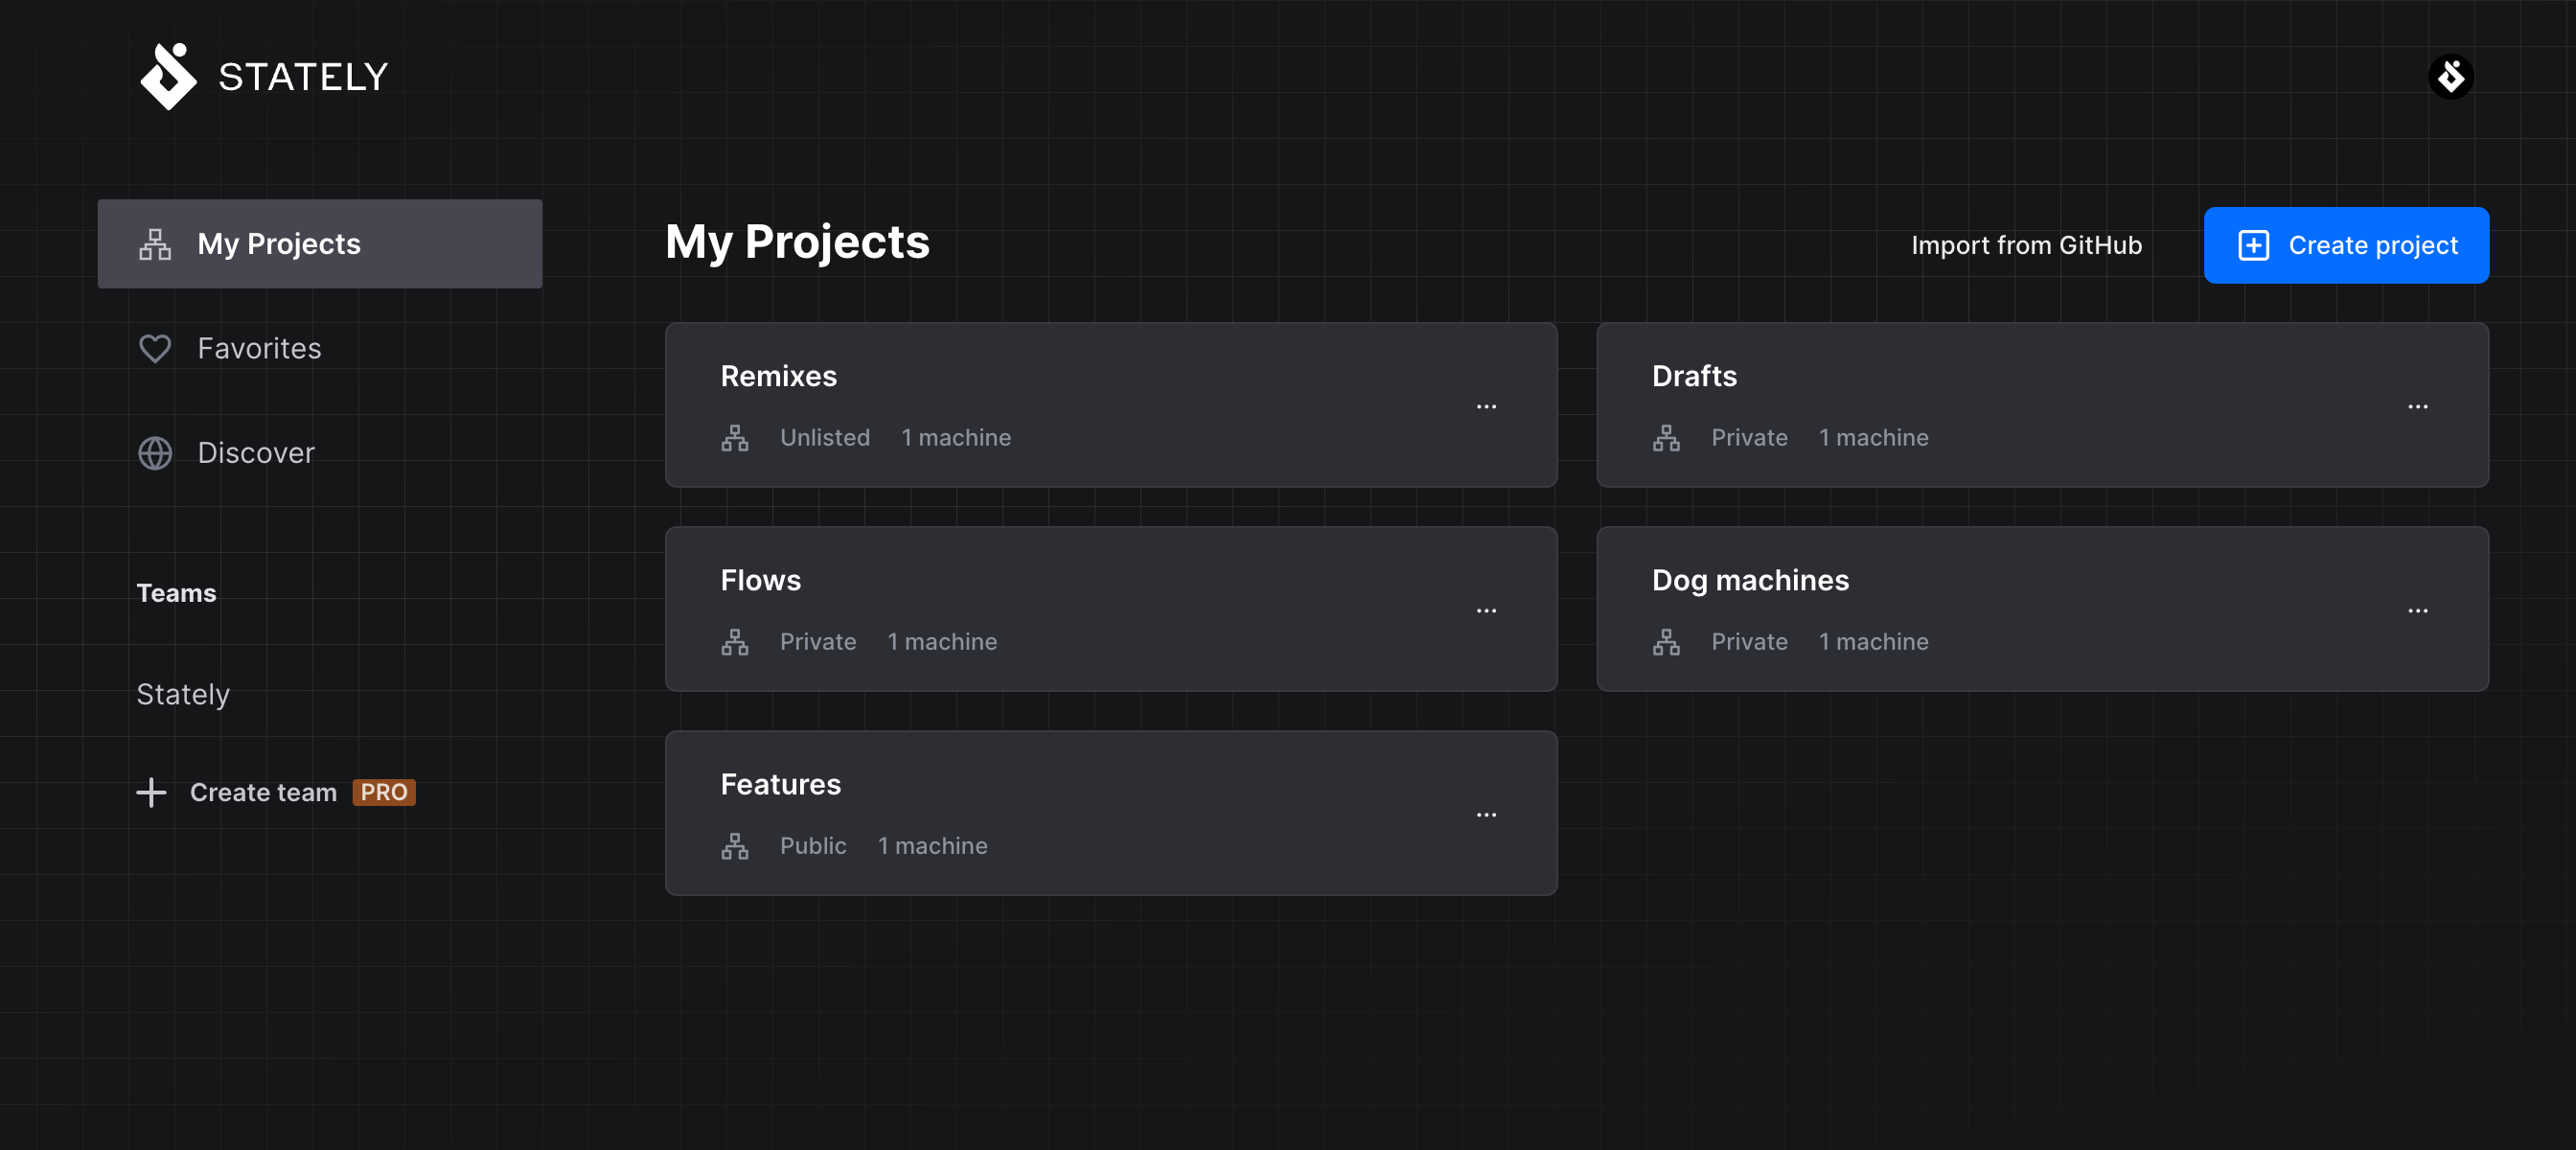 STATELY
My Projects
Favorites
Discover
Teams
Stately
Create team PRO
My Projects
Import from GitHub
Create project
Remixes
Unlisted 1 machine
Drafts
Private 1 machine
Flows
Private 1 machine
Dog machines
Private 1 machine
Features
Public 1 machine